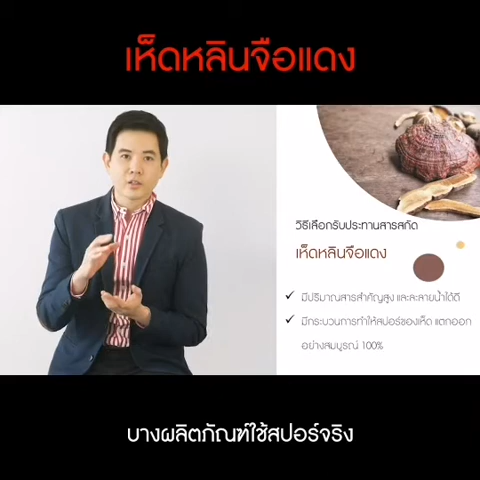 เห็ดหลินจือแดง
วิธีเลือกรับประทานสารสกัด
เห็ดหลินจือแดง
มีปริมาณสารสำคัญสูง และละลายน้ำได้ดี
มีกระบวนการทำให้สปอร์ของเห็ด แตกออก
อย่างสมบูรณ์ 100%
บางผลิตภัณฑ์ใช้สปอร์จริง